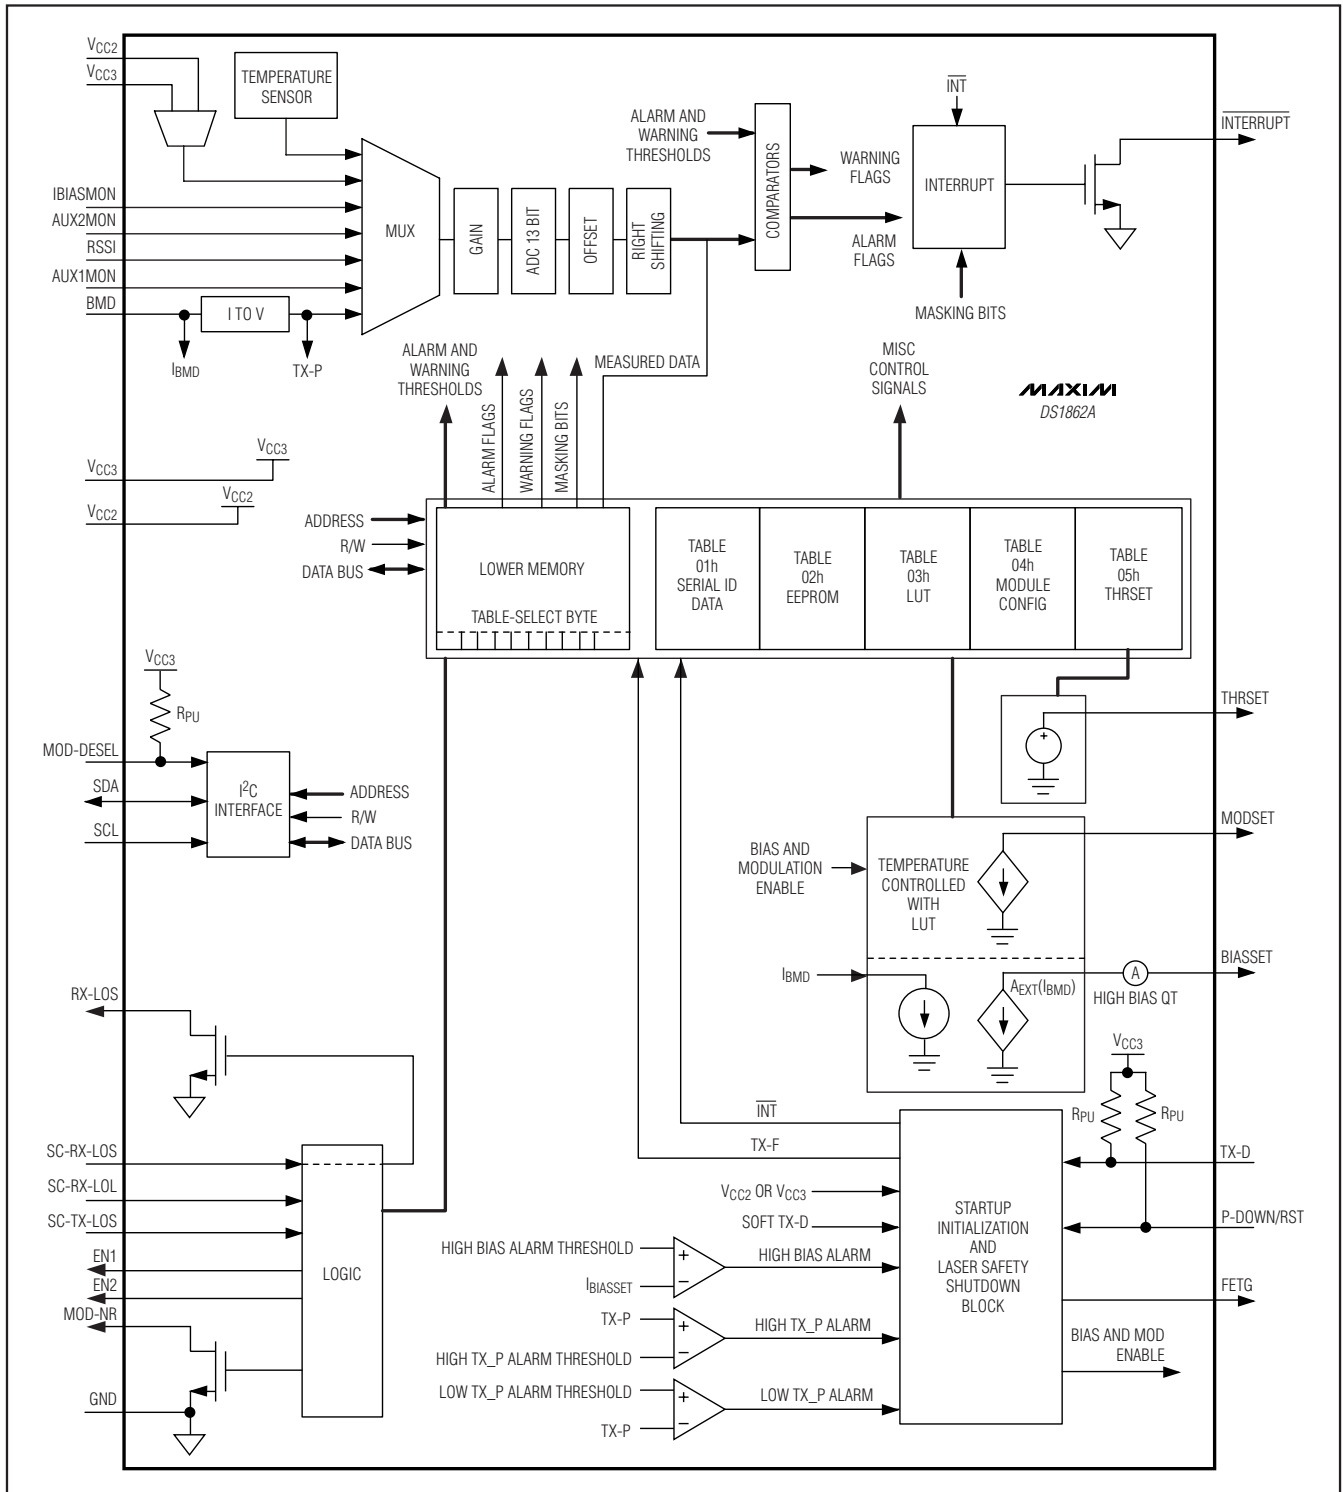 VCC2
VCC3
TEMPERATURE
SENSOR
IBIASMON
AUX2MON
RSSI
AUX1MON
BMD
I TO V
IBMD
TX-P
MUX
GAIN
ADC 13 BIT
OFFSET
RIGHT
SHIFTING
ALARM AND
WARNING
THRESHOLDS
COMPARATORS
WARNING
FLAGS
ALARM
FLAGS
INT
INTERRUPT
MASKING BITS
INTERRUPT
ALARM AND
WARNING
THRESHOLDS
ALARM FLAGS
WARNING FLAGS
MASKING BITS
MEASURED DATA
MISC
CONTROL
SIGNALS
MAXIM
DS1862A
VCC3
VCC3
VCC2
VCC2
ADDRESS
R/W
DATA BUS
LOWER MEMORY
TABLE-SELECT BYTE
TABLE
01h
SERIAL ID
DATA
TABLE
02h
EEPROM
TABLE
03h
LUT
TABLE
04h
MODULE
CONFIG
TABLE
05h
THRSET
VCC3
RPU
MOD-DESEL
SDA
SCL
I2C
INTERFACE
ADDRESS
R/W
DATA BUS
THRSET
MODSET
BIAS AND
MODULATION
ENABLE
TEMPERATURE
CONTROLLED
WITH
LUT
IBMD
AEXT(IBMD)
A
HIGH BIAS QT
BIASSET
RX-LOS
SC-RX-LOS
SC-RX-LOL
SC-TX-LOS
EN1
EN2
MOD-NR
GND
LOGIC
VCC3
RPU
RPU
INT
TX-F
VCC2 OR VCC3
SOFT TX-D
HIGH BIAS ALARM THRESHOLD
IBIASSET
+
−
HIGH BIAS ALARM
TX-P
HIGH TX_P ALARM THRESHOLD
+
−
HIGH TX_P ALARM
LOW TX_P ALARM THRESHOLD
TX-P
+
−
LOW TX_P ALARM
STARTUP
INITIALIZATION
AND
LASER SAFETY
SHUTDOWN
BLOCK
TX-D
P-DOWN/RST
FETG
BIAS AND MOD
ENABLE